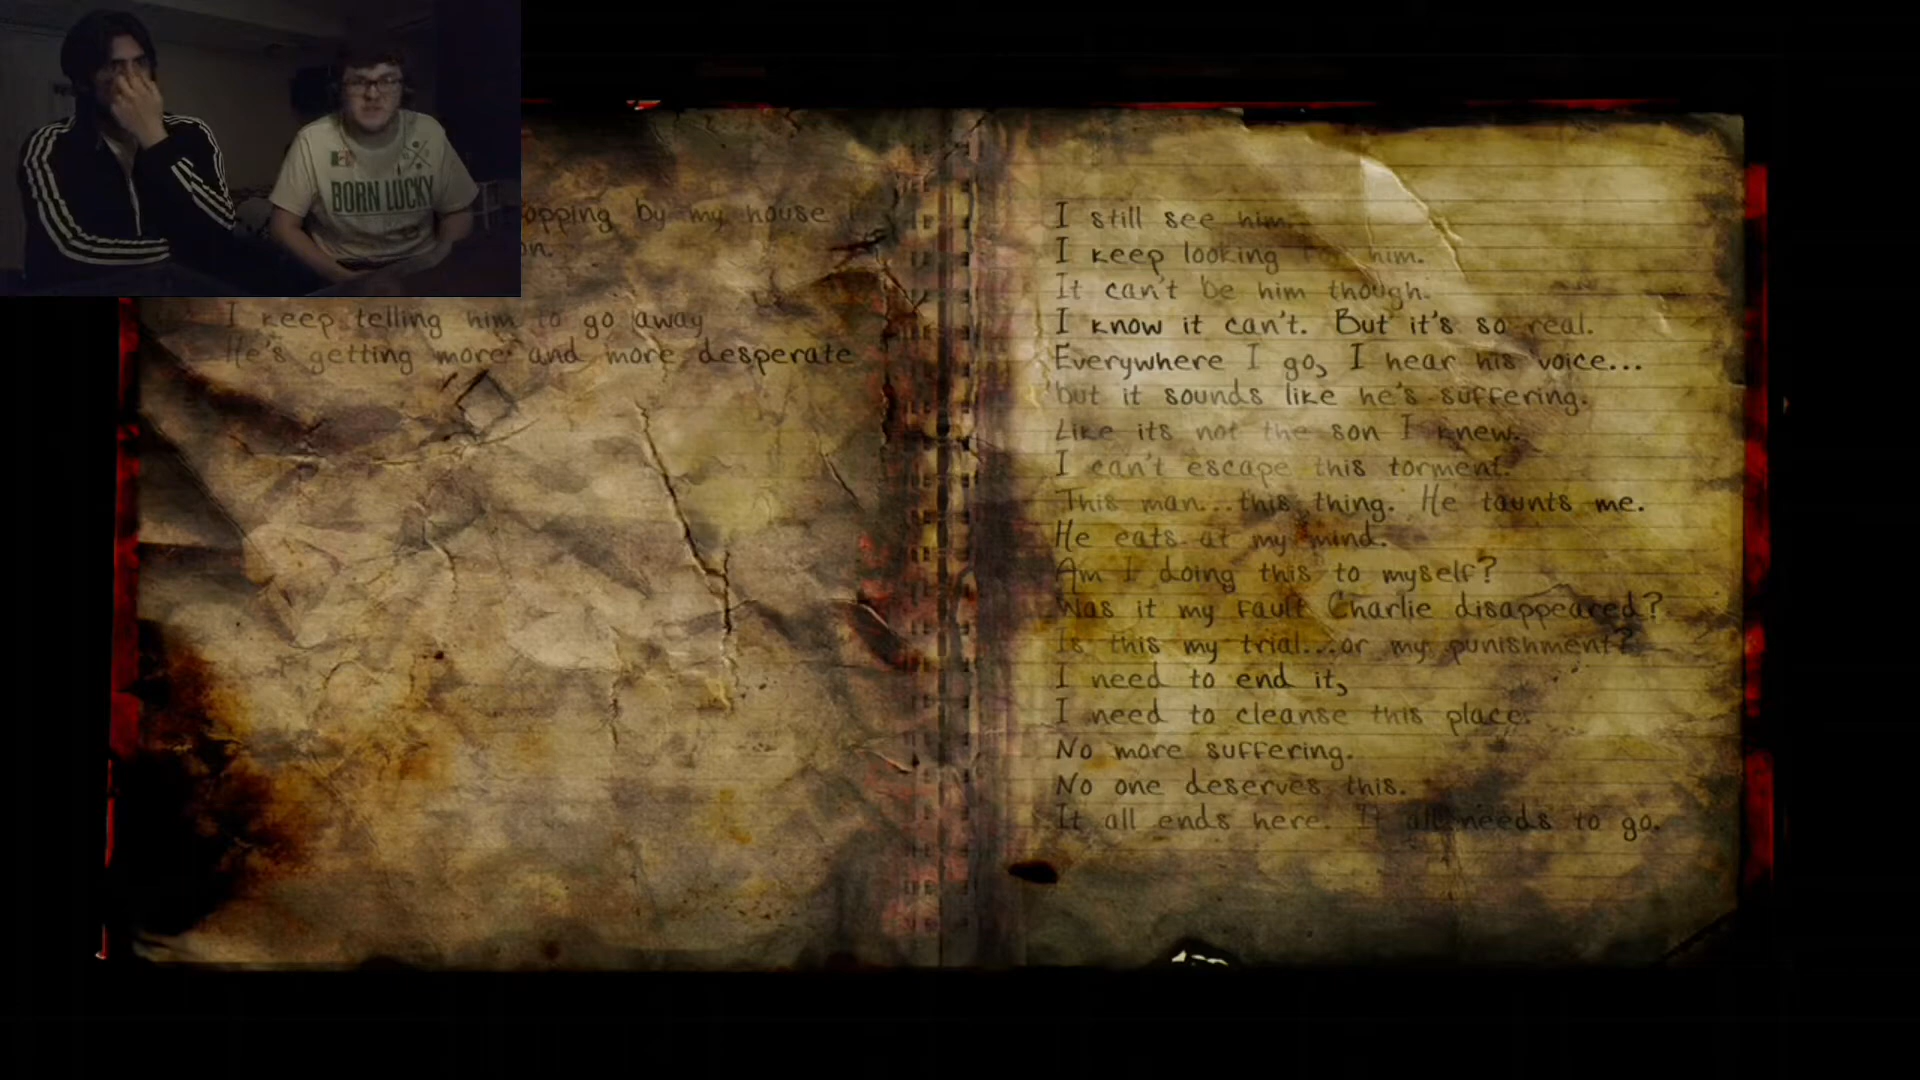 BORN LUCKY
opping by my house I
on.
I keep telling him to go away
He's getting more and more desperate
I still see him.
I keep looking for him.
It can't be him though.
I know it can't. But it's so real.
Everywhere I go, I hear his voice...
but it sounds like he's suffering.
Like its not the son I knew.
I can't escape this torment.
This man...this thing. He taunts me.
He eats at my mind.
Am I doing this to myself?
Was it my fault Charlie disappeared?
Is this my trial...or my punishment?
I need to end it,
I need to cleanse this place.
No more suffering.
No one deserves this.
It all ends here. It all needs to go.